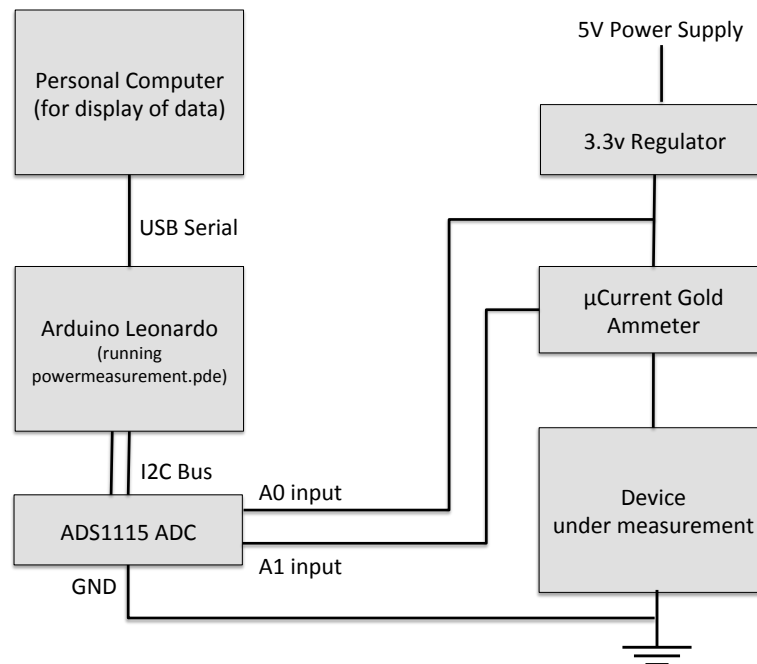 5V Power Supply
Personal Computer
(for display of data)
3.3v Regulator
USB Serial
Arduino Leonardo
(running
powermeasurement.pde)
µCurrent Gold
Ammeter
I2C Bus
A0 input
ADS1115 ADC
A1 input
GND
Device
under measurement